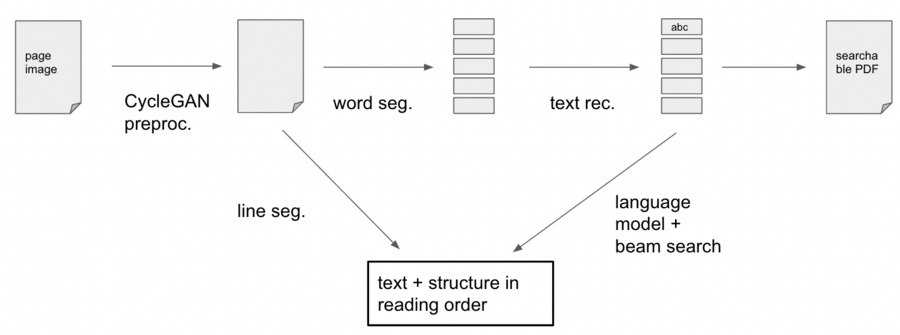 page
image
CycleGAN
preproc.
word seg.
text rec.
abc
searcha
ble PDF
line seg.
language
model +
beam search
text + structure in
reading order